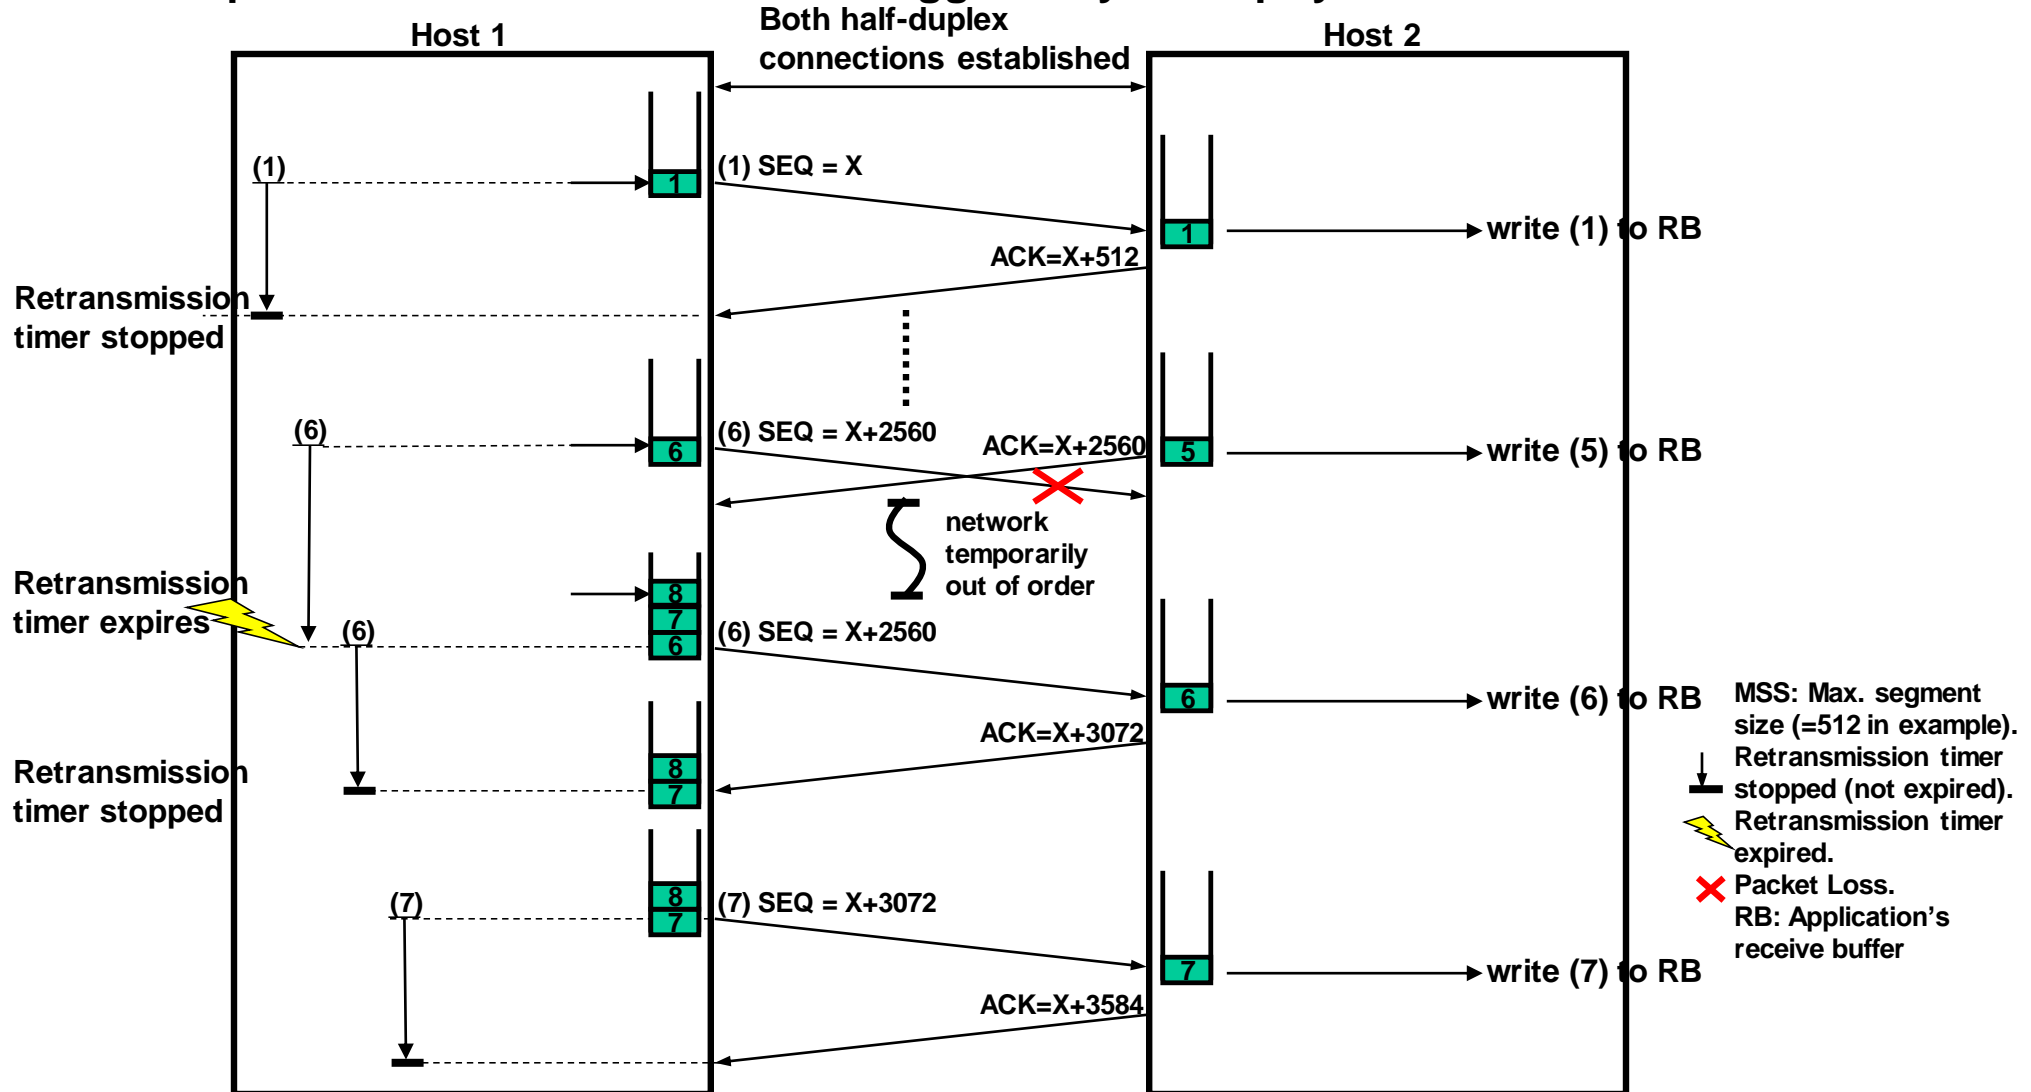 Both half-duplex
connections established
Host 1
Host 2
(1)
1
(1) SEQ = X
1
write (1) to RB
ACK=X+512
Retransmission
timer stopped
(6)
6
(6) SEQ = X+2560
ACK=X+2560
5
write (5) to RB
network
temporarily
out of order
Retransmission
timer expires
8
7
6
(6)
(6) SEQ = X+2560
6
write (6) to RB
ACK=X+3072
Retransmission
timer stopped
8
7
(7)
8
7
(7) SEQ = X+3072
7
write (7) to RB
ACK=X+3584
MSS: Max. segment
size (=512 in example).
Retransmission timer
stopped (not expired).
Retransmission timer
expired.
Packet Loss.
RB: Application's
receive buffer